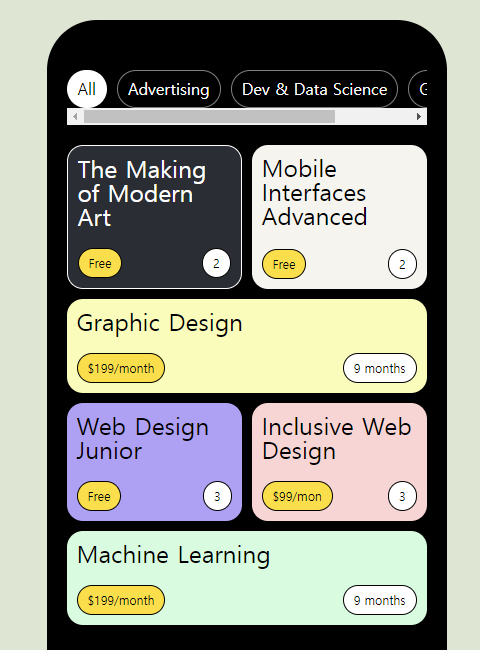 All Advertising Dev & Data Science G
The Making
of Modern
Art
Free 2
Mobile
Interfaces
Advanced
Free 2
Graphic Design
$199/month 9 months
Web Design
Junior
Free 3
Inclusive Web
Design
$99/mon 3
Machine Learning
$199/month 9 months